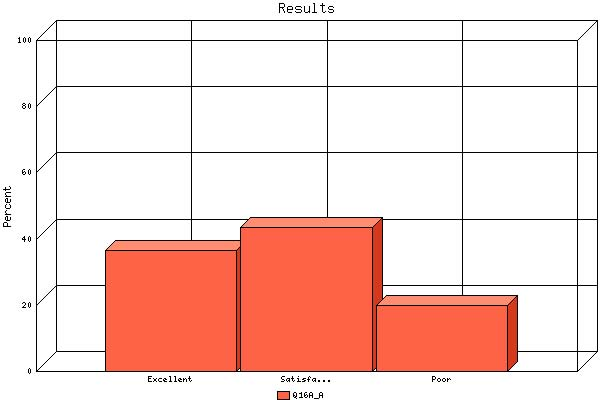 Results
Percent
100
80
60
40
20
0
Excellent
Satisfa...
Poor
Q16A_A